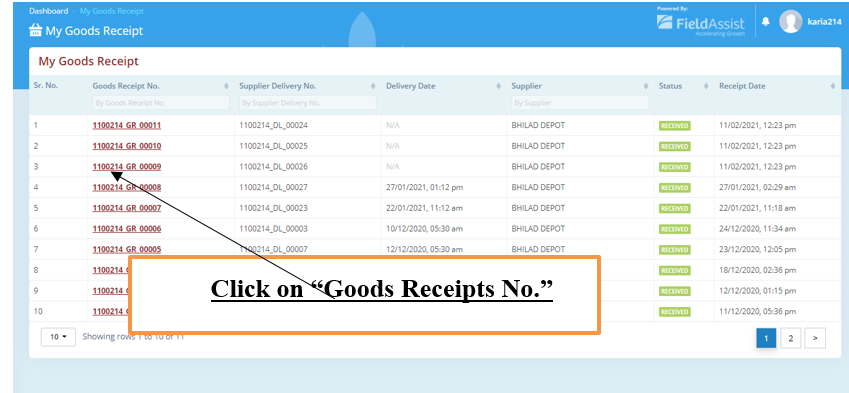 Dashboard - My Goods Receipt
Powered By:
FieldAssist
Accelerating Growth
karia214
My Goods Receipt
My Goods Receipt
Sr. No. Goods Receipt No. Supplier Delivery No. Delivery Date Supplier Status Receipt Date
By Goods Receipt No. By Supplier Delivery No. By Supplier
1 1100214_GR_00011 1100214_DL_00024 N/A BHILAD DEPOT RECEIVED 11/02/2021, 12:23 pm
2 1100214_GR_00010 1100214_DL_00025 N/A BHILAD DEPOT RECEIVED 11/02/2021, 12:23 pm
3 1100214_GR_00009 1100214_DL_00026 N/A BHILAD DEPOT RECEIVED 11/02/2021, 12:23 pm
4 1100214_GR_00008 1100214_DL_00027 27/01/2021, 01:12 pm BHILAD DEPOT RECEIVED 27/01/2021, 02:29 am
5 1100214_GR_00007 1100214_DL_00023 22/01/2021, 11:12 am BHILAD DEPOT RECEIVED 22/01/2021, 11:18 am
6 1100214_GR_00006 1100214_DL_00003 10/12/2020, 05:30 am BHILAD DEPOT RECEIVED 24/12/2020, 11:34 am
7 1100214_GR_00005 1100214_DL_00007 12/12/2020, 05:30 am BHILAD DEPOT RECEIVED 23/12/2020, 12:05 pm
8 1100214_G RECEIVED 18/12/2020, 02:36 pm
9 1100214_G RECEIVED 12/12/2020, 01:15 pm
10 1100214_G RECEIVED 11/12/2020, 05:36 pm
Click on “Goods Receipts No.”
10 Showing rows 1 to 10 of 11 1 2 >